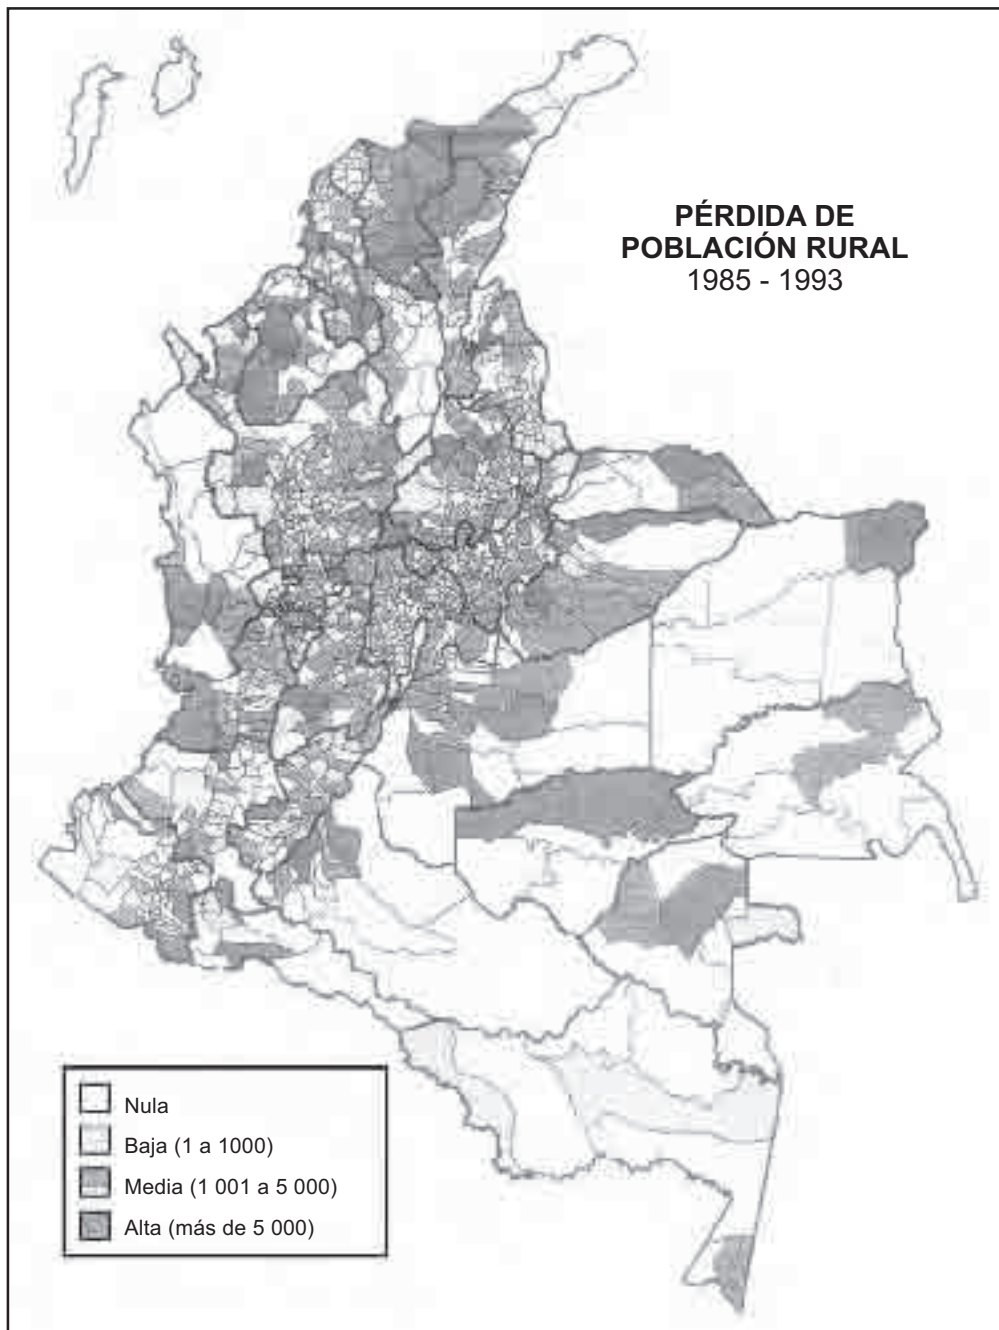 PÉRDIDA DE
POBLACIÓN RURAL
1985 - 1993
Nula
Baja (1 a 1000)
Media (1 001 a 5 000)
Alta (más de 5 000)